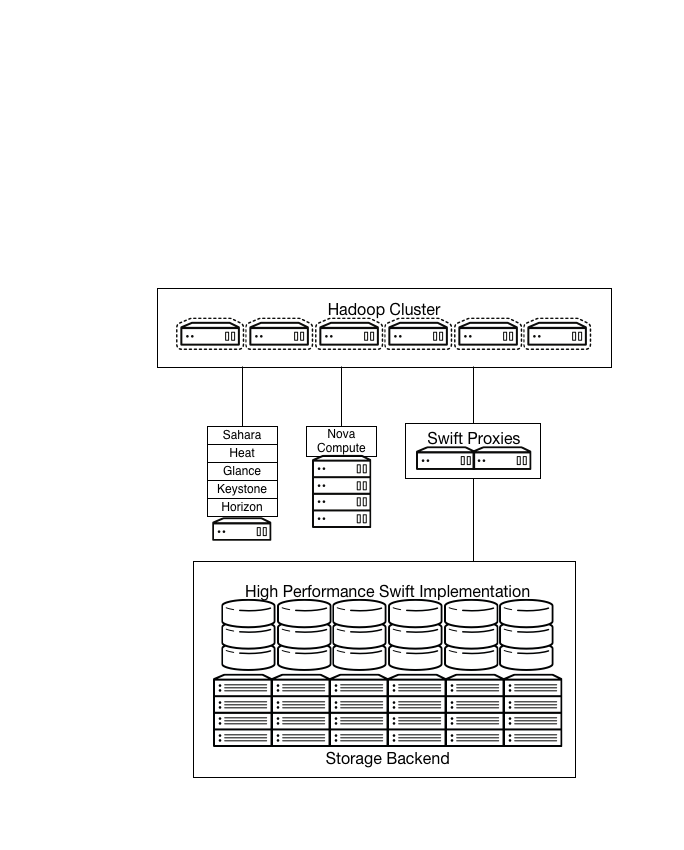 Hadoop Cluster
Sahara
Heat
Glance
Keystone
Horizon
Nova
Compute
Swift Proxies
High Performance Swift Implementation
Storage Backend